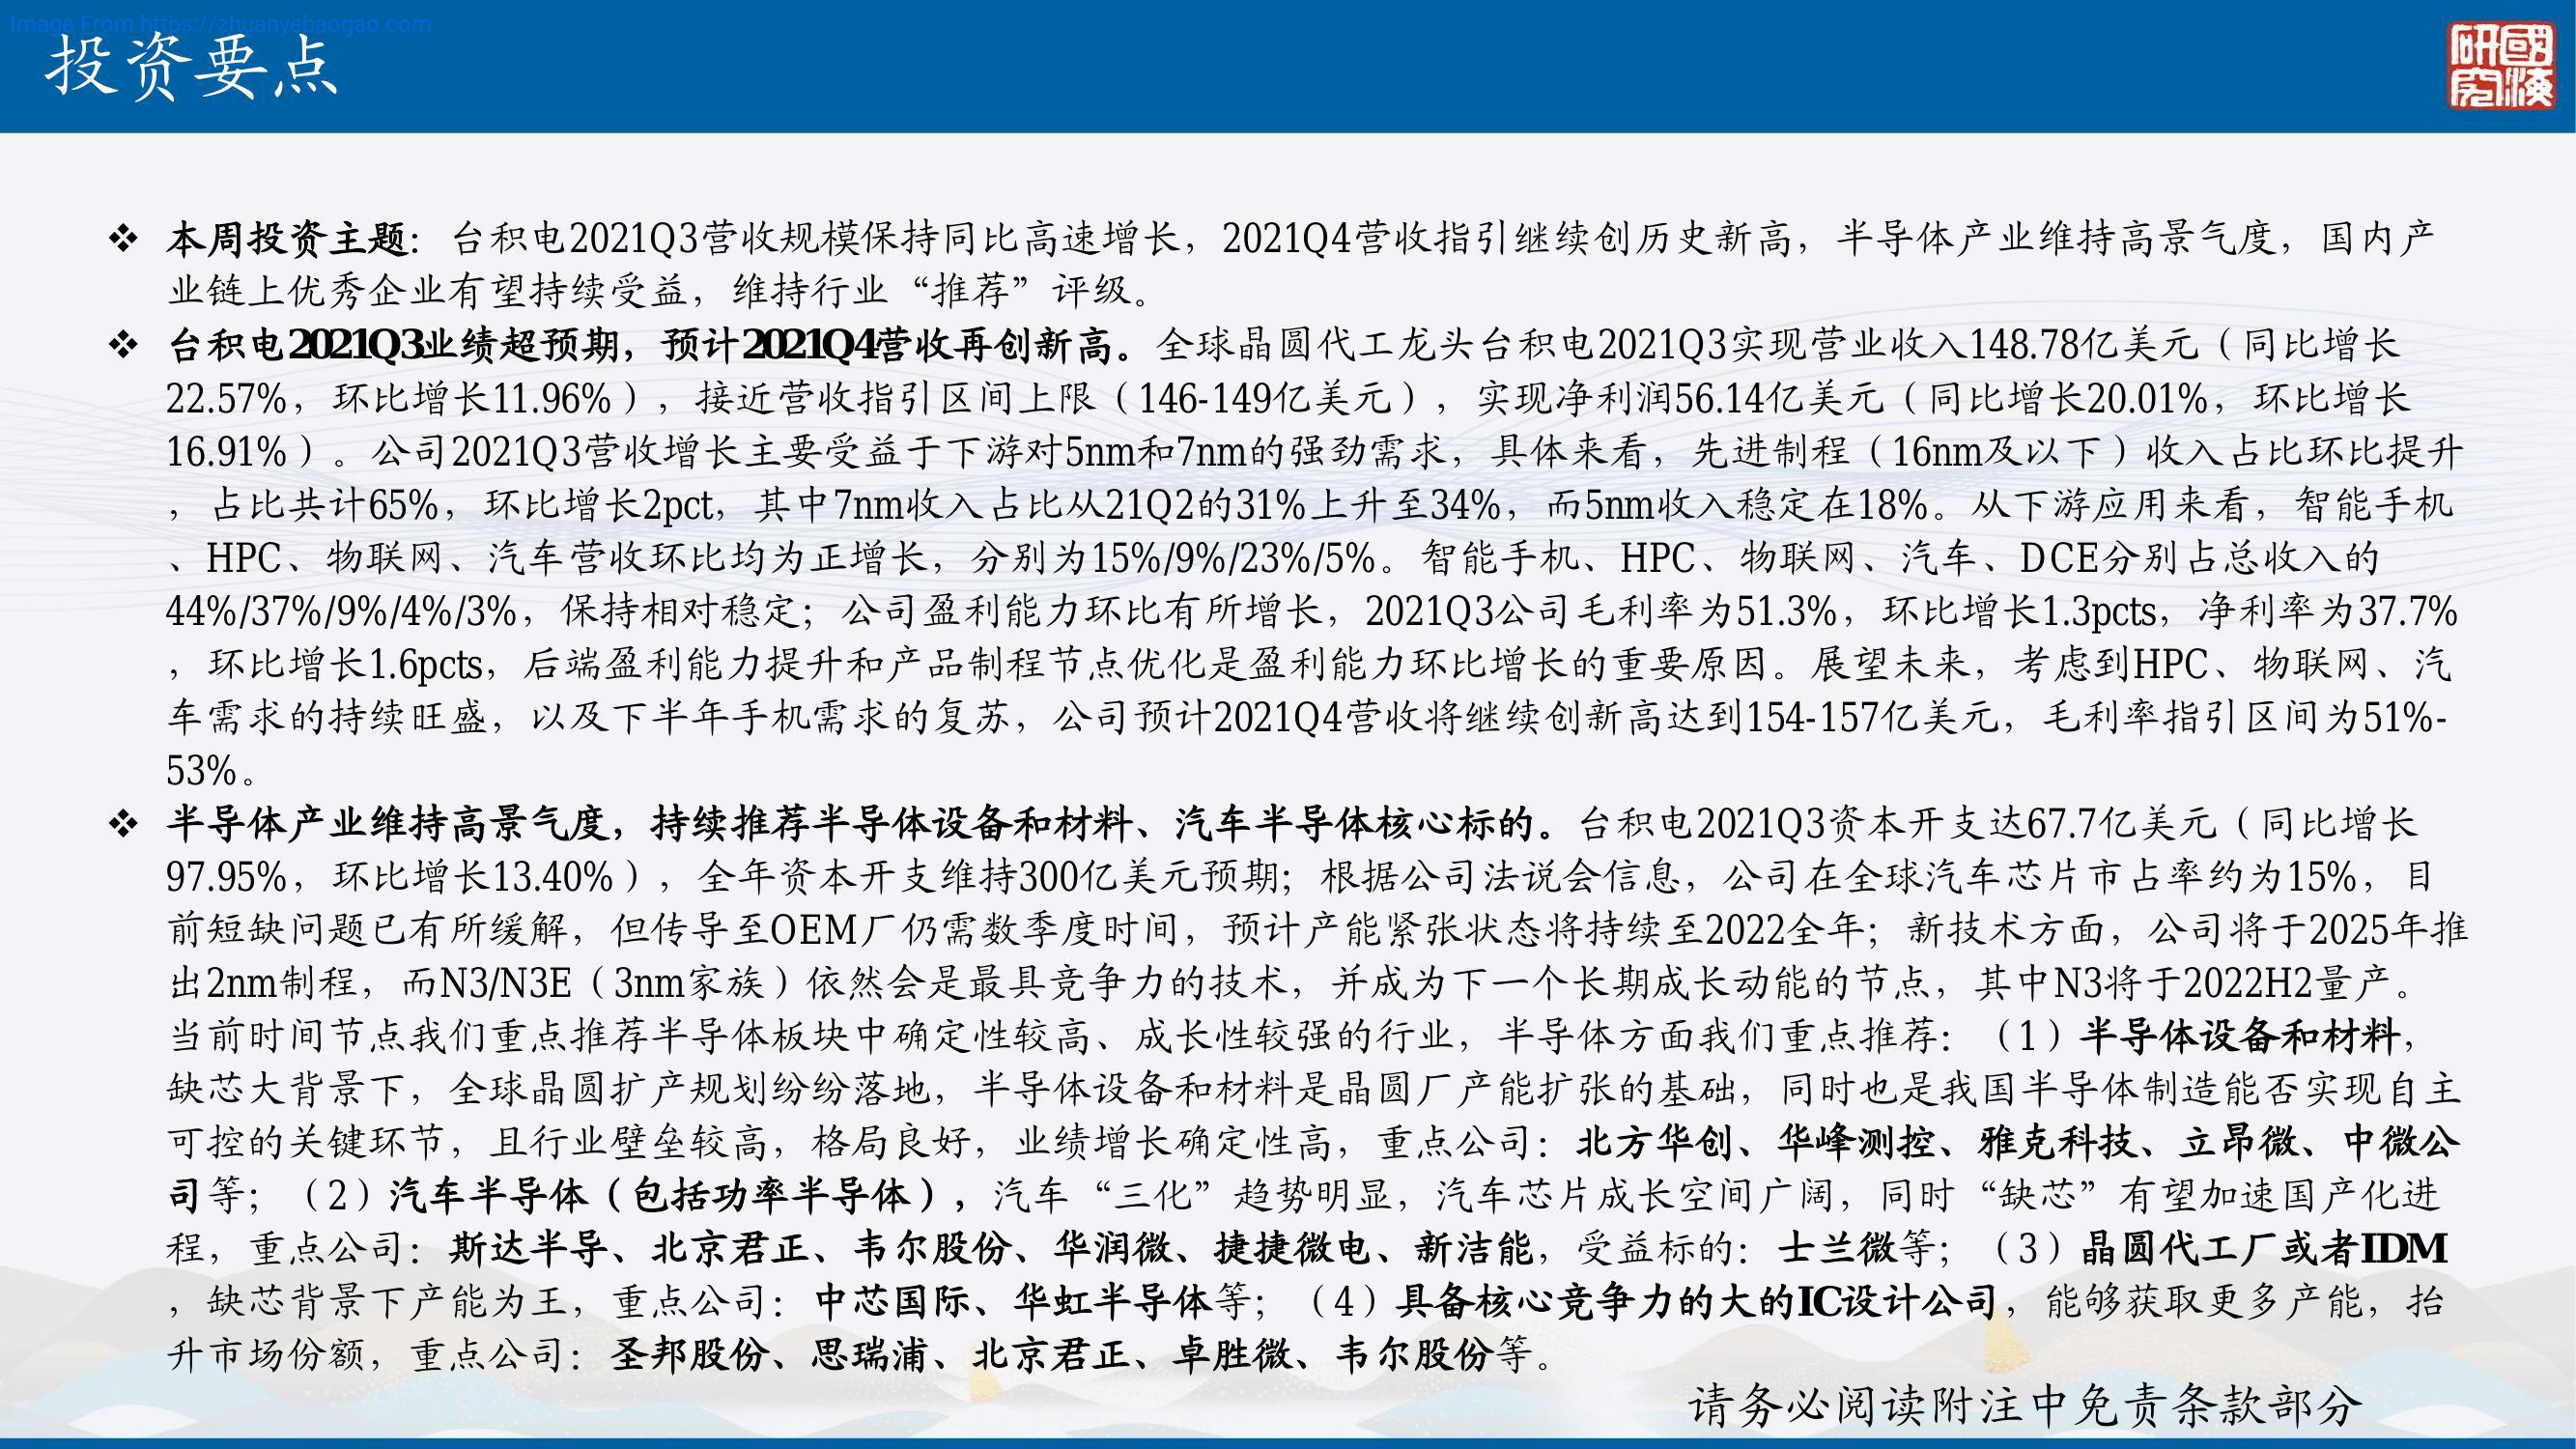 Image From https://zhuanyebaogao.com
投资要点
國海
研究
❖ 本周投资主题：台积电2021Q3营收规模保持同比高速增长，2021Q4营收指引继续创历史新高，半导体产业维持高景气度，国内产
业链上优秀企业有望持续受益，维持行业“推荐”评级。
❖ 台积电2021Q3业绩超预期，预计2021Q4营收再创新高。全球晶圆代工龙头台积电2021Q3实现营业收入148.78亿美元（同比增长
22.57%，环比增长11.96%），接近营收指引区间上限（146-149亿美元），实现净利润56.14亿美元（同比增长20.01%，环比增长
16.91%）。公司2021Q3营收增长主要受益于下游对5nm和7nm的强劲需求，具体来看，先进制程（16nm及以下）收入占比环比提升
，占比共计65%，环比增长2pct，其中7nm收入占比从21Q2的31%上升至34%，而5nm收入稳定在18%。从下游应用来看，智能手机
、HPC、物联网、汽车营收环比均为正增长，分别为15%/9%/23%/5%。智能手机、HPC、物联网、汽车、DCE分别占总收入的
44%/37%/9%/4%/3%，保持相对稳定；公司盈利能力环比有所增长，2021Q3公司毛利率为51.3%，环比增长1.3pcts，净利率为37.7%
，环比增长1.6pcts，后端盈利能力提升和产品制程节点优化是盈利能力环比增长的重要原因。展望未来，考虑到HPC、物联网、汽
车需求的持续旺盛，以及下半年手机需求的复苏，公司预计2021Q4营收将继续创新高达到154-157亿美元，毛利率指引区间为51%-
53%。
❖ 半导体产业维持高景气度，持续推荐半导体设备和材料、汽车半导体核心标的。台积电2021Q3资本开支达67.7亿美元（同比增长
97.95%，环比增长13.40%），全年资本开支维持300亿美元预期；根据公司法说会信息，公司在全球汽车芯片市占率约为15%，目
前短缺问题已有所缓解，但传导至OEM厂仍需数季度时间，预计产能紧张状态将持续至2022全年；新技术方面，公司将于2025年推
出2nm制程，而N3/N3E（3nm家族）依然会是最具竞争力的技术，并成为下一个长期成长动能的节点，其中N3将于2022H2量产。
当前时间节点我们重点推荐半导体板块中确定性较高、成长性较强的行业，半导体方面我们重点推荐：（1）半导体设备和材料，
缺芯大背景下，全球晶圆扩产规划纷纷落地，半导体设备和材料是晶圆厂产能扩张的基础，同时也是我国半导体制造能否实现自主
可控的关键环节，且行业壁垒较高，格局良好，业绩增长确定性高，重点公司：北方华创、华峰测控、雅克科技、立昂微、中微公
司等；（2）汽车半导体（包括功率半导体），汽车“三化”趋势明显，汽车芯片成长空间广阔，同时“缺芯”有望加速国产化进
程，重点公司：斯达半导、北京君正、韦尔股份、华润微、捷捷微电、新洁能，受益标的：士兰微等；（3）晶圆代工厂或者IDM
，缺芯背景下产能为王，重点公司：中芯国际、华虹半导体等；（4）具备核心竞争力的大的IC设计公司，能够获取更多产能，抬
升市场份额，重点公司：圣邦股份、思瑞浦、北京君正、卓胜微、韦尔股份等。
请务必阅读附注中免责条款部分